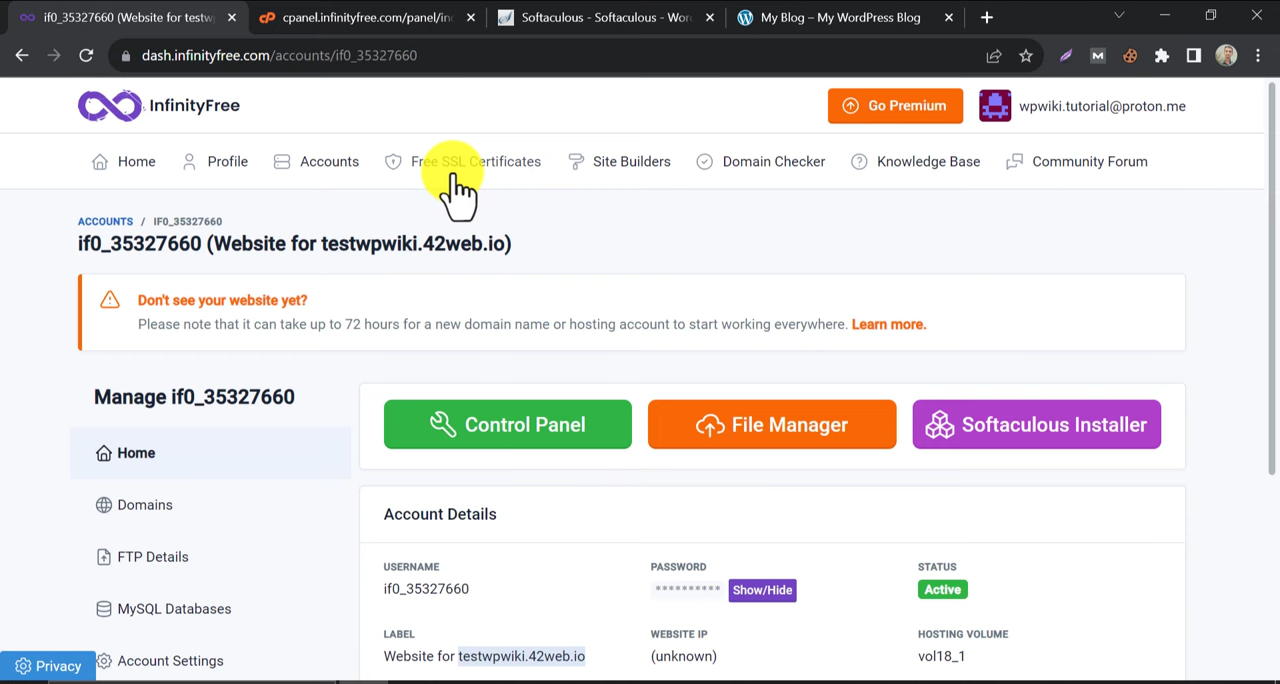 if0_35327660 (Website for testwp
cpanel.infinityfree.com/panel/in
Softaculous - Softaculous - Wor
My Blog – My WordPress Blog
dash.infinityfree.com/accounts/if0_35327660
InfinityFree
Go Premium
wpwiki.tutorial@proton.me
Home
Profile
Accounts
Free SSL Certificates
Site Builders
Domain Checker
Knowledge Base
Community Forum
ACCOUNTS / IF0_35327660
if0_35327660 (Website for testwpwiki.42web.io)
Don't see your website yet?
Please note that it can take up to 72 hours for a new domain name or hosting account to start working everywhere. Learn more.
Manage if0_35327660
Control Panel
File Manager
Softaculous Installer
Home
Domains
FTP Details
MySQL Databases
Account Settings
Privacy
Account Details
USERNAME
if0_35327660
PASSWORD
********** Show/Hide
STATUS
Active
LABEL
Website for testwpwiki.42web.io
WEBSITE IP
(unknown)
HOSTING VOLUME
vol18_1